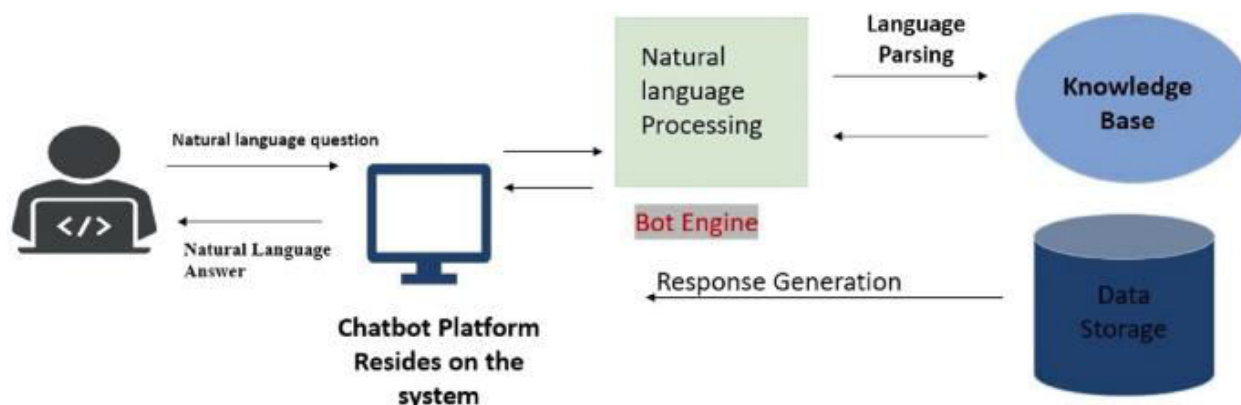 Natural language question
</>
Natural Language
Answer
Chatbot Platform
Resides on the
system
Natural
language
Processing
Bot Engine
Language
Parsing
Knowledge
Base
Response Generation
Data
Storage